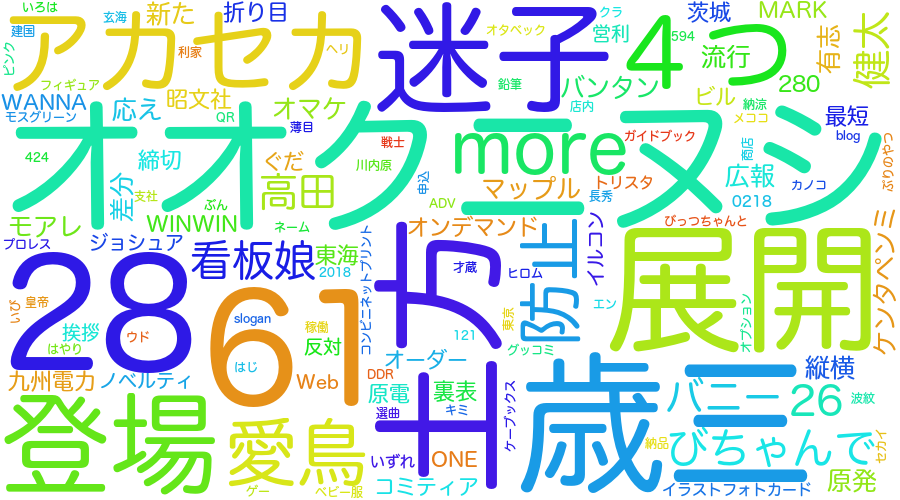 いろは
玄海
新た
折り目
クラ
茨城
MARK
建国
アカセカ
利家
ヘリ
迷子
オタペック
営利
4つ
594
流行
有志
健太
ピンク
フィギュア
昭文社
オマケ
鉛筆
バンタン
ビル
280
WANNA
応え
モスグリーン
QR
薄目
店内
納涼
メココ
最短
オオクニヌシ
424
締切
ぐだ
戦士
more
ガイドブック
商店
blog
差分
支社
高田
川内原
申込
マップル
トリスタ
長秀
広報
カノコ
0218
ぷりのやつ
モアレ
ぶん
WINWIN
ネーム
ADV
オンデマンド
びっつちゃんと
プロレス
ジョシュア
看板娘
東海
2018
コンビニネットプリント
才蔵
ヒロム
防止
イルコン
展開
ケンタペンミ
28
61
士方歳三
いび
皇帝
slogan
稼働
エン
オプション
挨拶
はやり
ウド
はじ
反対
121
東京
グッコミ
オーダー
縦横
九州電力
ノベルティ
Web
DDR
原電
裏表
ケーブックス
バニー
26
波紋
登場
愛鳥
選曲
キミ
納品
びちゃんで
セカイ
いずれ
ONE
ゲー
ベビー服
コミティア
イラストフォトカード
原発